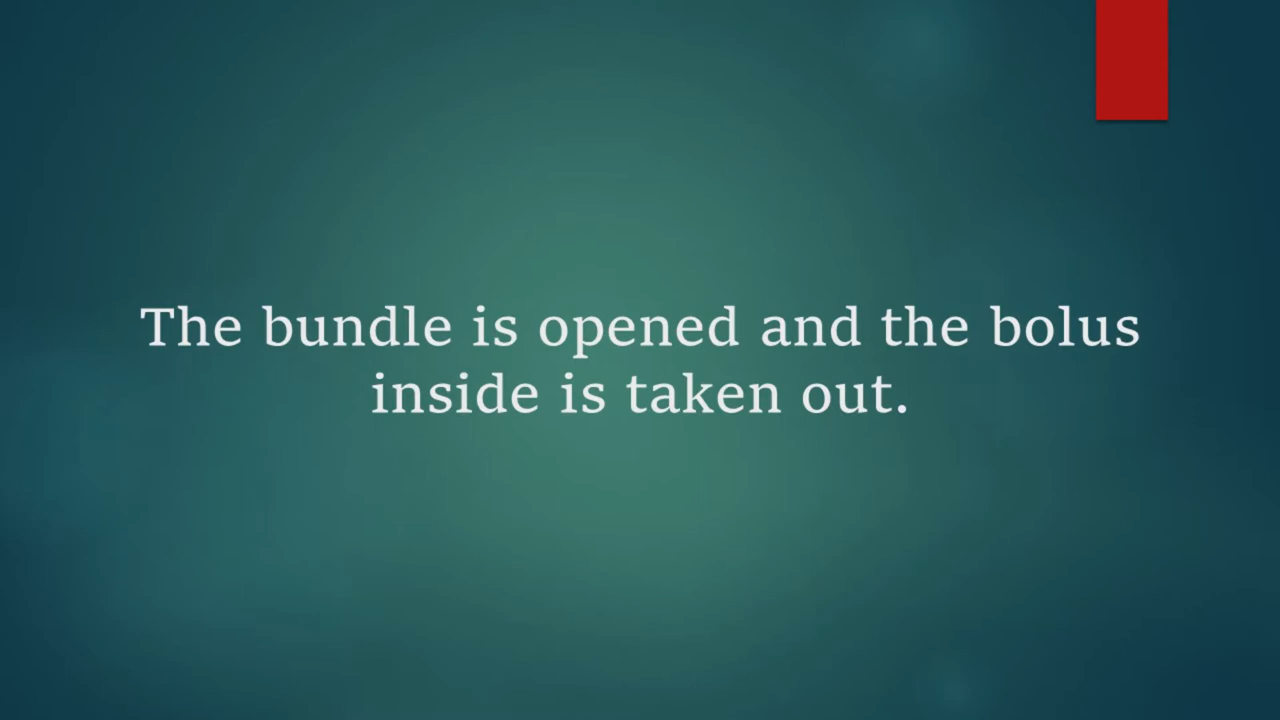 The bundle is opened and the bolus
inside is taken out.